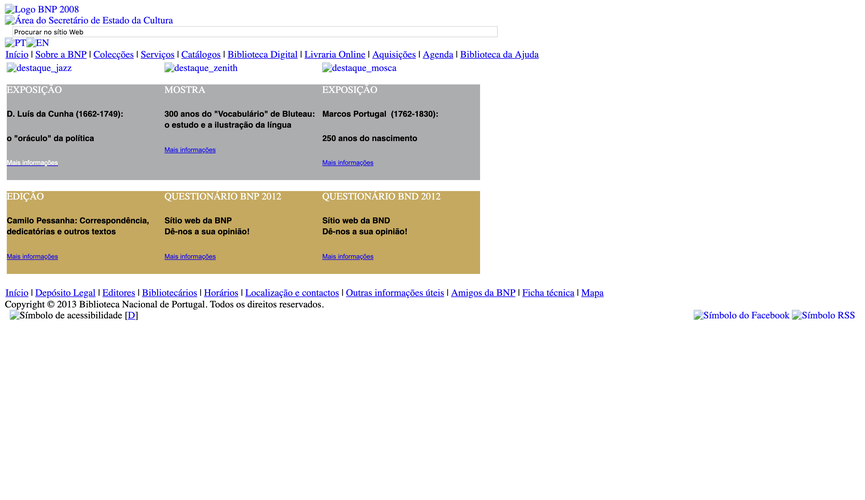 Logo BNP 2008
Área do Secretário de Estado da Cultura
Procurar no sítio Web
PT EN
Início | Sobre a BNP | Colecções | Serviços | Catálogos | Biblioteca Digital | Livraria Online | Aquisições | Agenda | Biblioteca da Ajuda
destaque_jazz destaque_zenith destaque_mosca
EXPOSIÇÃO MOSTRA EXPOSIÇÃO
D. Luís da Cunha (1662-1749): 300 anos do "Vocabulário" de Bluteau: Marcos Portugal (1762-1830):
o estudo e a ilustração da língua
o "oráculo" da política 250 anos do nascimento
Mais informações
Mais informações Mais informações
EDIÇÃO QUESTIONÁRIO BNP 2012 QUESTIONÁRIO BND 2012
Camilo Pessanha: Correspondência, Sítio web da BNP Sítio web da BND
dedicatórias e outros textos Dê-nos a sua opinião! Dê-nos a sua opinião!
Mais informações Mais informações Mais informações
Início | Depósito Legal | Editores | Bibliotecários | Horários | Localização e contactos | Outras informações úteis | Amigos da BNP | Ficha técnica | Mapa
Copyright © 2013 Biblioteca Nacional de Portugal. Todos os direitos reservados.
Símbolo de acessibilidade [D] Símbolo do Facebook Símbolo RSS